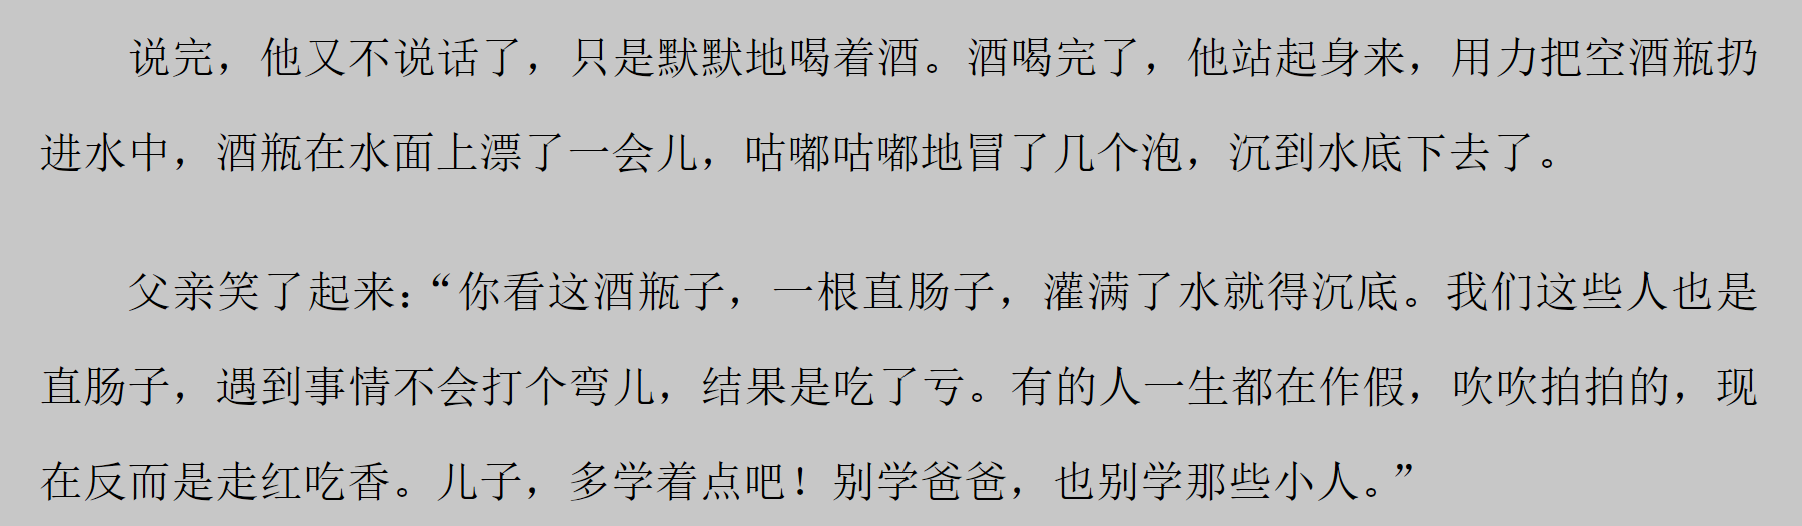 说完，他又不说话了，只是默默地喝着酒。酒喝完了，他站起身来，用力把空酒瓶扔
进水中，酒瓶在水面上漂了一会儿，咕嘟咕嘟地冒了几个泡，沉到水底下去了。
父亲笑了起来：“你看这酒瓶子，一根直肠子，灌满了水就得沉底。我们这些人也是
直肠子，遇到事情不会打个弯儿，结果是吃了亏。有的人一生都在作假，吹吹拍拍的，现
在反而是走红吃香。儿子，多学着点吧！别学爸爸，也别学那些小人。”